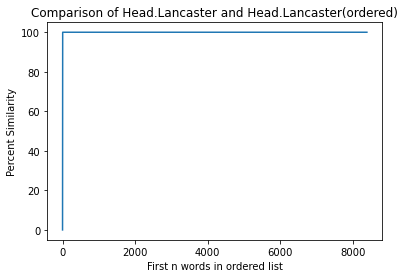 Comparison of Head.Lancaster and Head.Lancaster(ordered)
100
80
60
40
20
0
Percent Similarity
0 2000 4000 6000 8000
First n words in ordered list